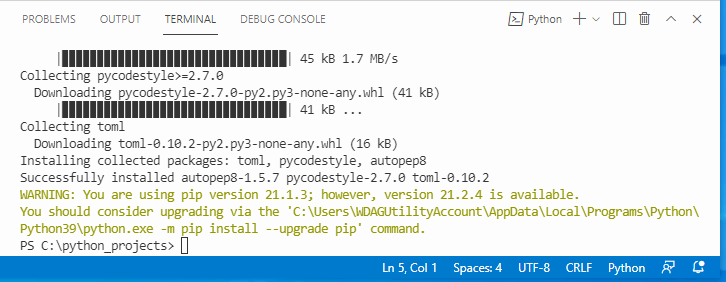 PROBLEMS OUTPUT TERMINAL DEBUG CONSOLE Python
45 kB 1.7 MB/s
Collecting pycodestyle>=2.7.0
Downloading pycodestyle-2.7.0-py2.py3-none-any.whl (41 kB)
41 kB ...
Collecting toml
Downloading toml-0.10.2-py2.py3-none-any.whl (16 kB)
Installing collected packages: toml, pycodestyle, autopep8
Successfully installed autopep8-1.5.7 pycodestyle-2.7.0 toml-0.10.2
WARNING: You are using pip version 21.1.3; however, version 21.2.4 is available.
You should consider upgrading via the 'C:\Users\WDAGUtilityAccount\AppData\Local\Programs\Python\
Python39\python.exe -m pip install --upgrade pip' command.
PS C:\python_projects>
Ln 5, Col 1 Spaces: 4 UTF-8 CRLF Python